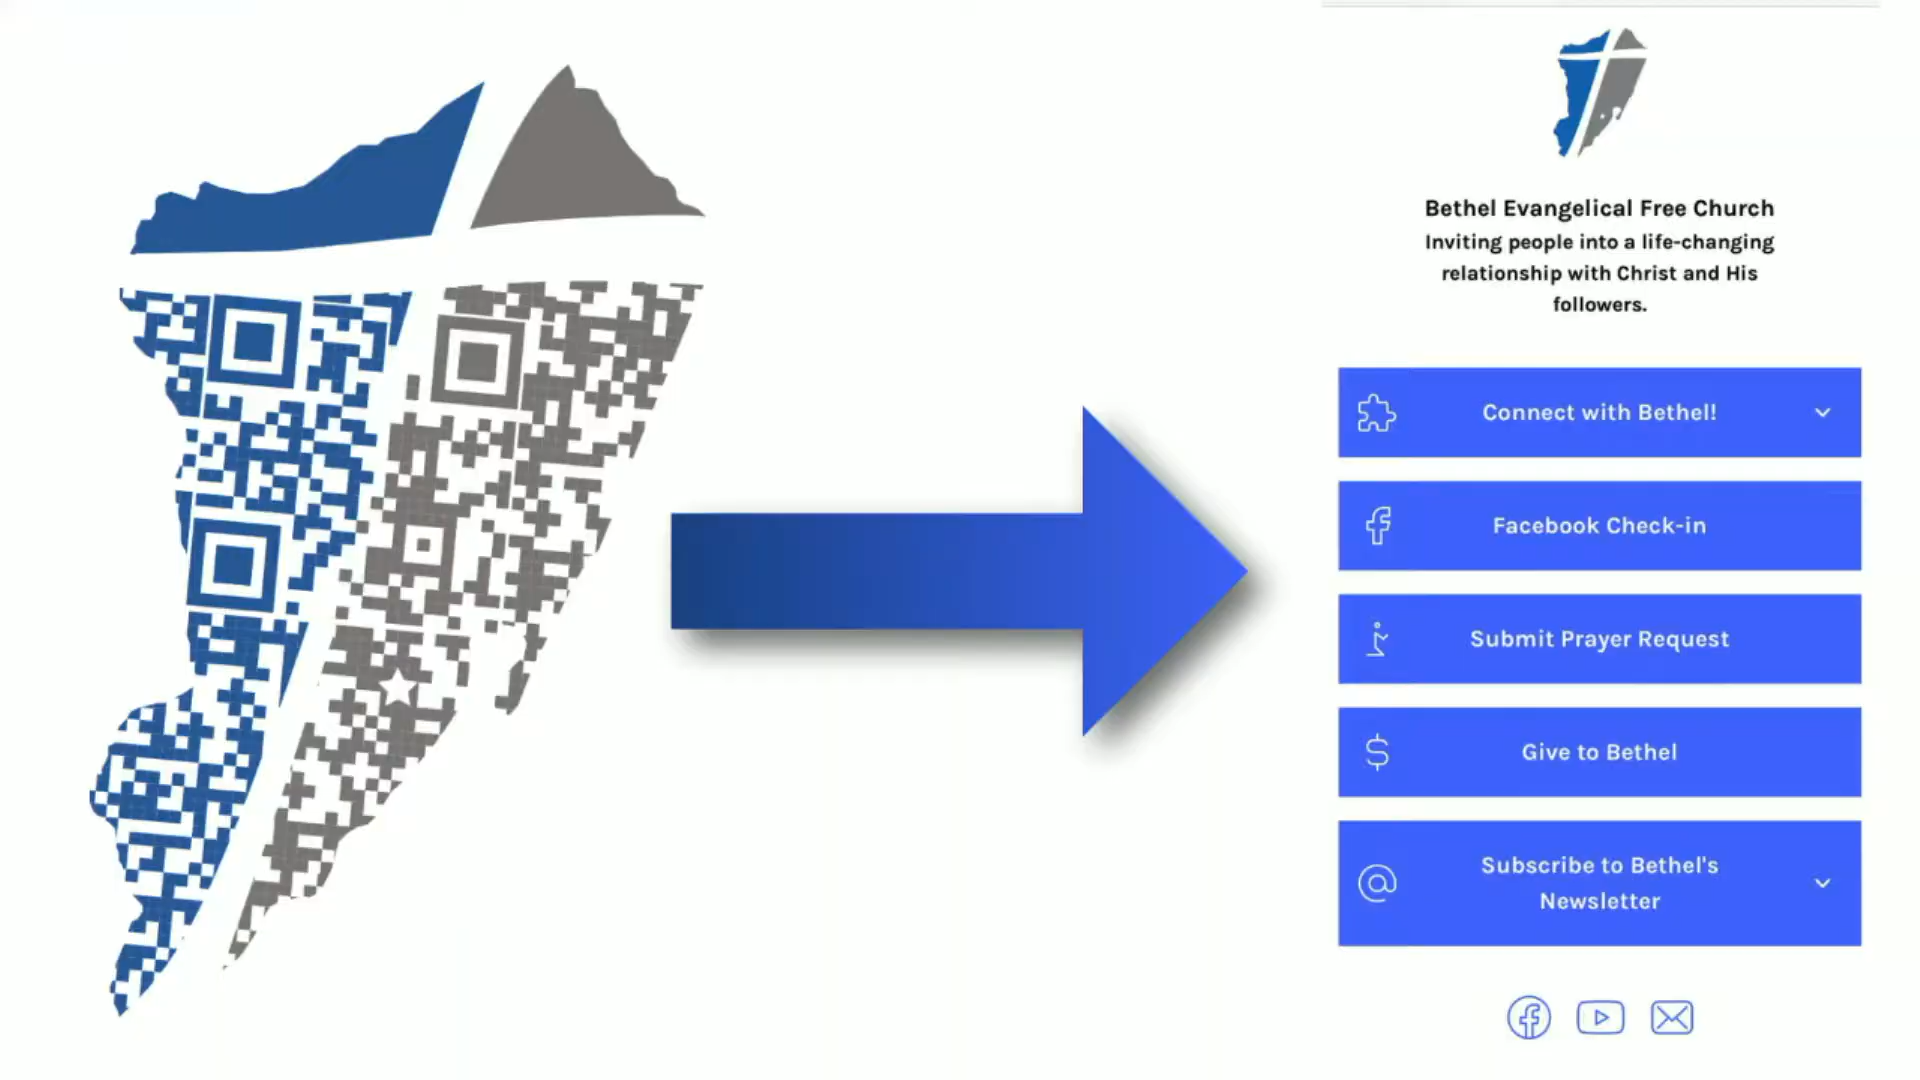 Bethel Evangelical Free Church
Inviting people into a life-changing
relationship with Christ and His
followers.
Connect with Bethel!
Facebook Check-in
Submit Prayer Request
Give to Bethel
Subscribe to Bethel's
Newsletter